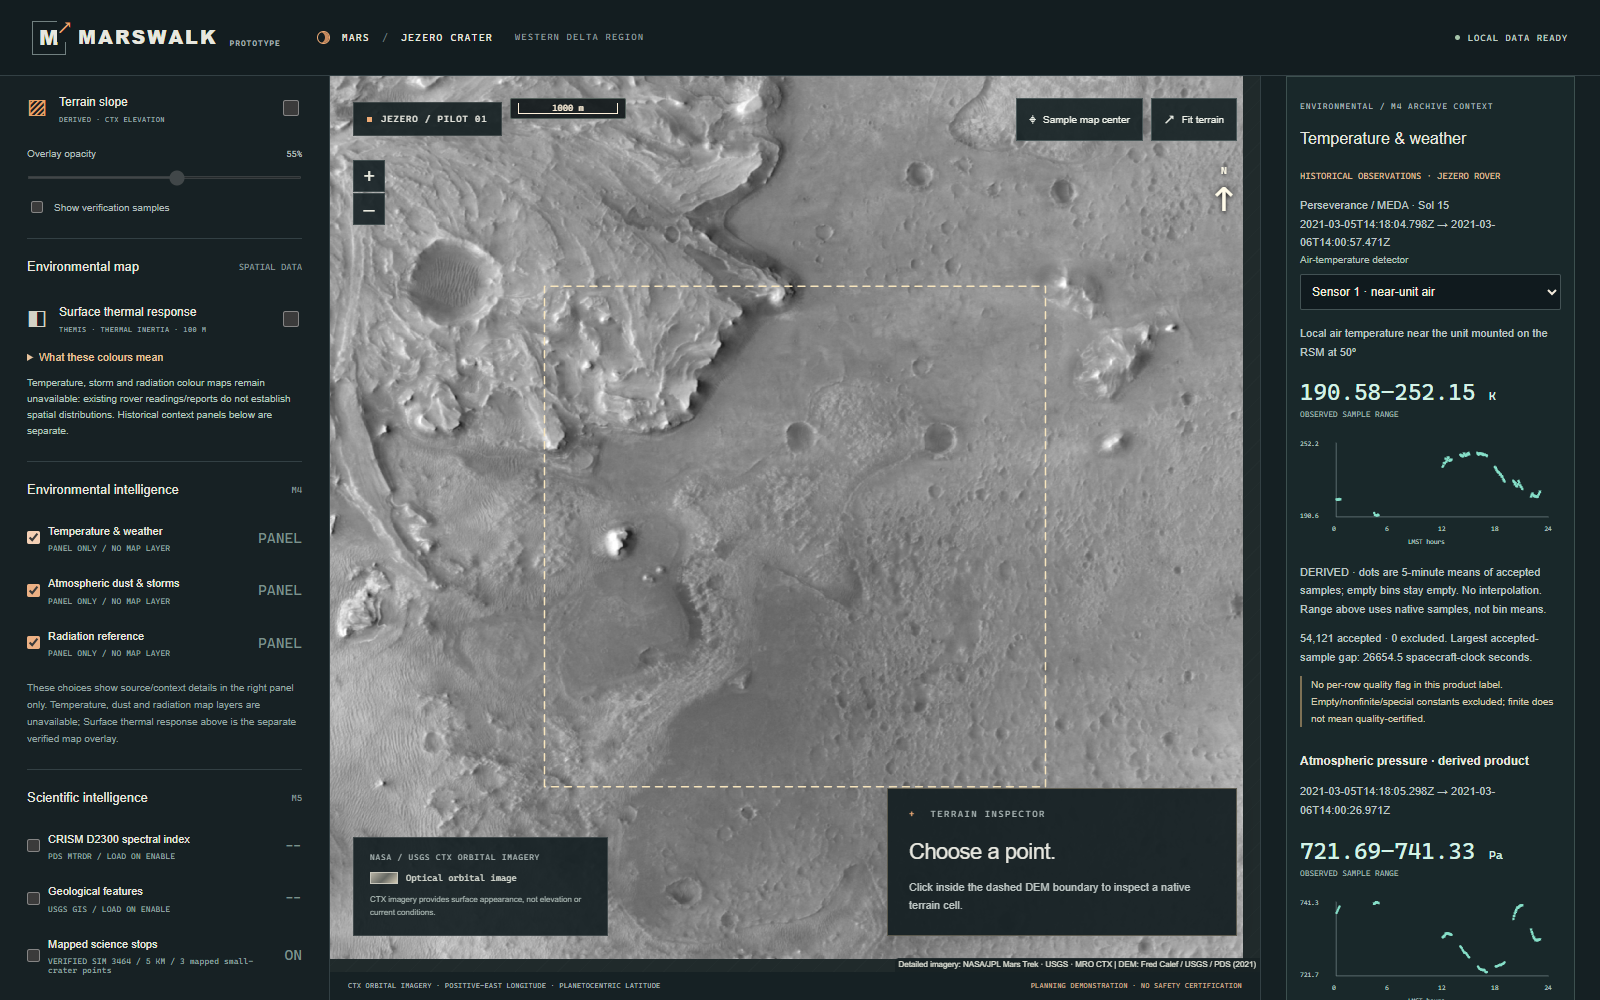 M MARSWALK PROTOTYPE
MARS / JEZERO CRATER WESTERN DELTA REGION
LOCAL DATA READY
Terrain slope
DERIVED · CTX ELEVATION
Overlay opacity 55%
Show verification samples
Environmental map SPATIAL DATA
Surface thermal response
THEMIS · THERMAL INERTIA · 100 M
What these colours mean
Temperature, storm and radiation colour maps remain
unavailable: existing rover readings/reports do not establish
spatial distributions. Historical context panels below are
separate.
Environmental intelligence M4
Temperature & weather PANEL
PANEL ONLY / NO MAP LAYER
Atmospheric dust & storms PANEL
PANEL ONLY / NO MAP LAYER
Radiation reference PANEL
PANEL ONLY / NO MAP LAYER
These choices show source/context details in the right panel
only. Temperature, dust and radiation map layers are
unavailable; Surface thermal response above is the separate
verified map overlay.
Scientific intelligence M5
CRISM D2300 spectral index --
PDS MTRDR / LOAD ON ENABLE
Geological features --
USGS GIS / LOAD ON ENABLE
Mapped science stops ON
VERIFIED SIM 3464 / 5 KM / 3 mapped small-
crater points
JEZERO / PILOT 01
1000 m
Sample map center
Fit terrain
+
−
N
NASA / USGS CTX ORBITAL IMAGERY
Optical orbital image
CTX imagery provides surface appearance, not elevation or
current conditions.
+ TERRAIN INSPECTOR
Choose a point.
Click inside the dashed DEM boundary to inspect a native
terrain cell.
Detailed imagery: NASA/JPL Mars Trek · USGS · MRO CTX | DEM: Fred Calef / USGS / PDS (2021)
CTX ORBITAL IMAGERY · POSITIVE-EAST LONGITUDE · PLANETOCENTRIC LATITUDE
PLANNING DEMONSTRATION · NO SAFETY CERTIFICATION
ENVIRONMENTAL / M4 ARCHIVE CONTEXT
Temperature & weather
HISTORICAL OBSERVATIONS · JEZERO ROVER
Perseverance / MEDA · Sol 15
2021-03-05T14:18:04.798Z → 2021-03-
06T14:00:57.471Z
Air-temperature detector
Sensor 1 · near-unit air
Local air temperature near the unit mounted on the
RSM at 50º
190.58–252.15 K
OBSERVED SAMPLE RANGE
252.2
190.6
0 6 12 18 24
LMST hours
DERIVED · dots are 5-minute means of accepted
samples; empty bins stay empty. No interpolation.
Range above uses native samples, not bin means.
54,121 accepted · 0 excluded. Largest accepted-
sample gap: 26654.5 spacecraft-clock seconds.
No per-row quality flag in this product label.
Empty/nonfinite/special constants excluded; finite does
not mean quality-certified.
Atmospheric pressure · derived product
2021-03-05T14:18:05.298Z → 2021-03-
06T14:00:26.971Z
721.69–741.33 Pa
OBSERVED SAMPLE RANGE
741.3
721.7
0 6 12 18 24